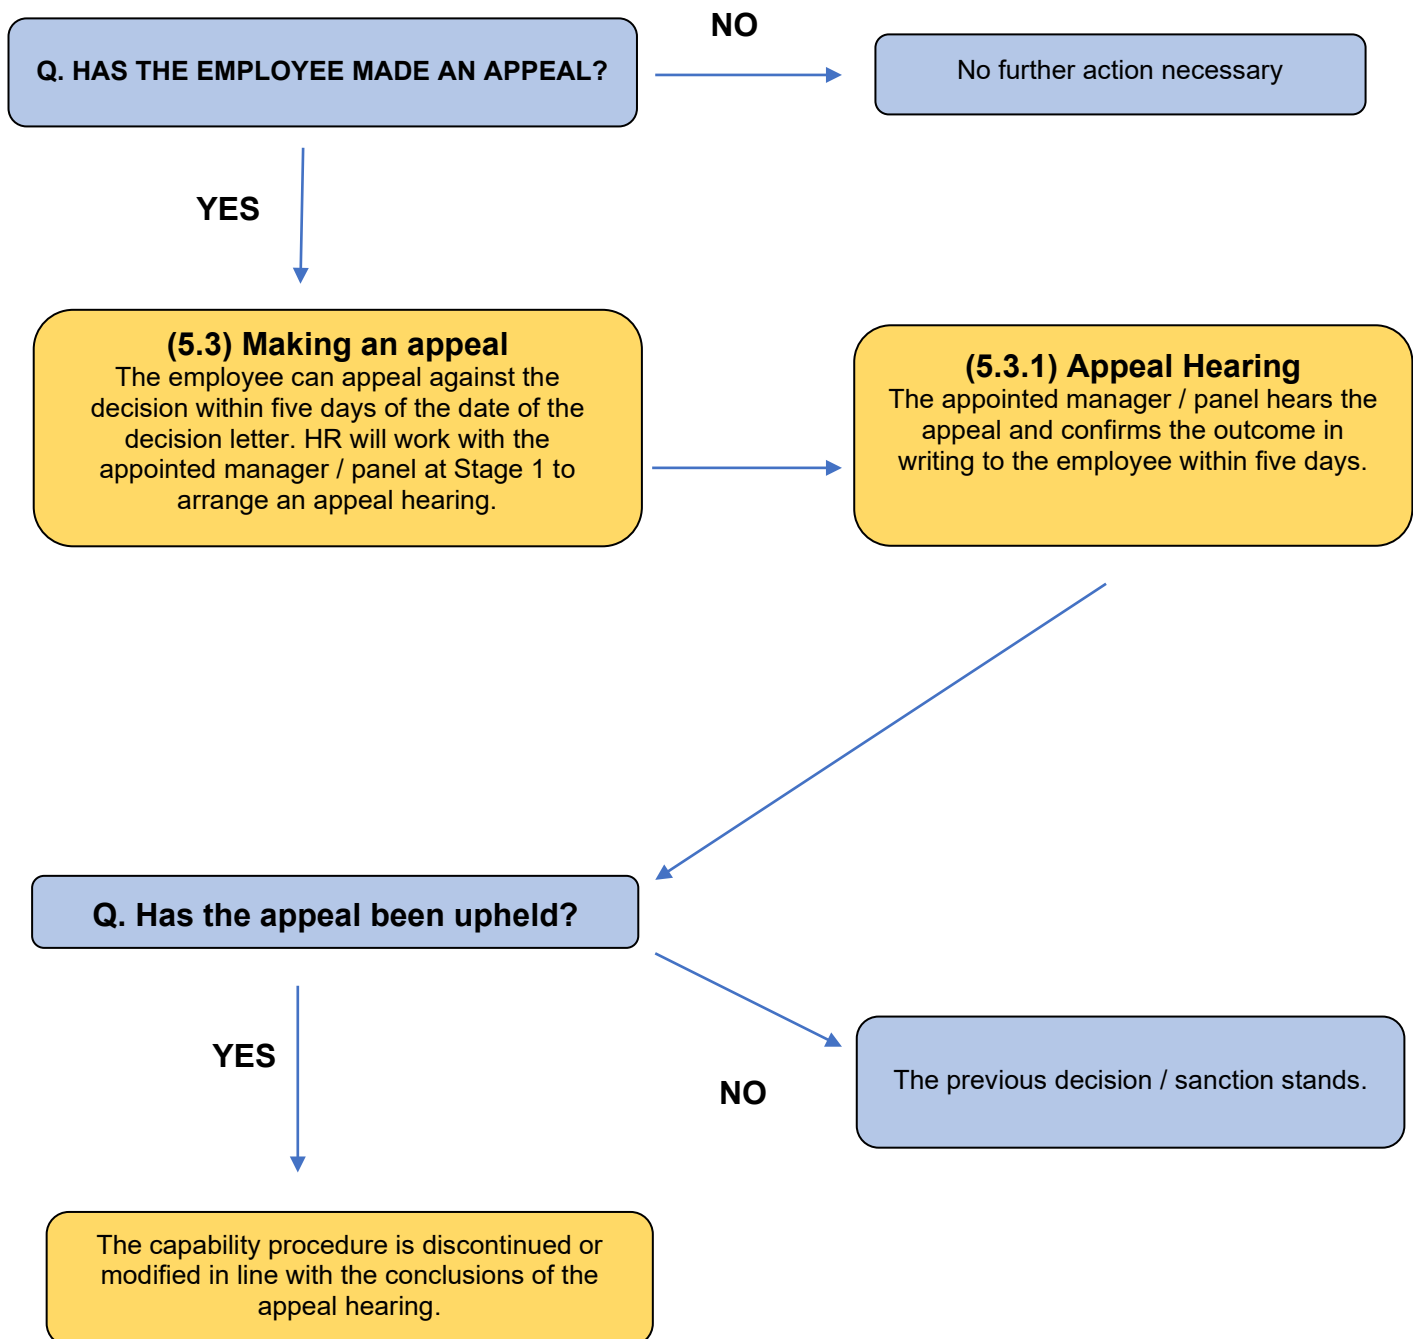 NO
Q. HAS THE EMPLOYEE MADE AN APPEAL?
No further action necessary
YES
(5.3) Making an appeal
The employee can appeal against the
decision within five days of the date of the
decision letter. HR will work with the
appointed manager / panel at Stage 1 to
arrange an appeal hearing.
(5.3.1) Appeal Hearing
The appointed manager / panel hears the
appeal and confirms the outcome in
writing to the employee within five days.
Q. Has the appeal been upheld?
YES
NO
The previous decision / sanction stands.
The capability procedure is discontinued or
modified in line with the conclusions of the
appeal hearing.